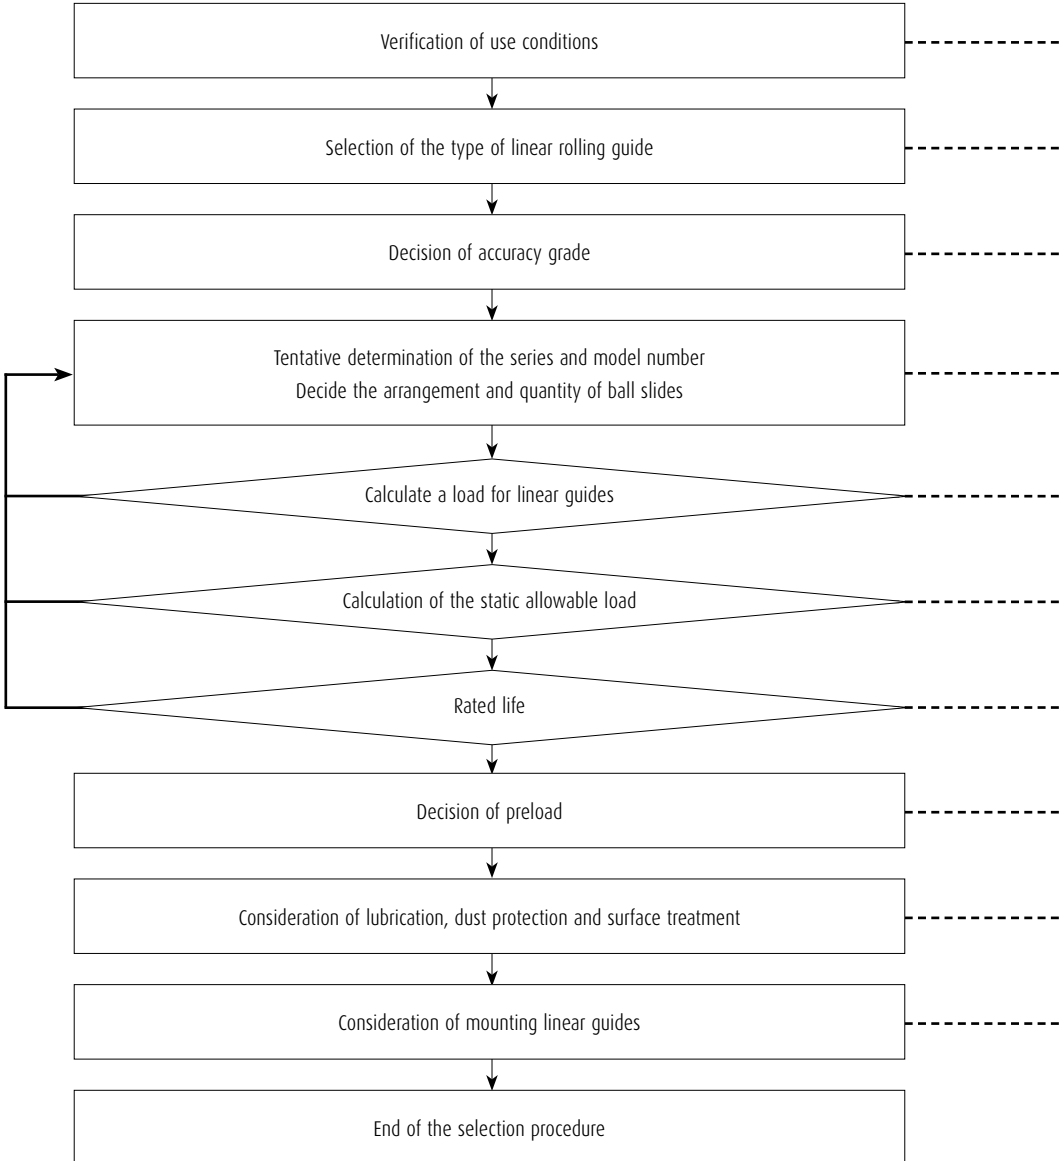 Verification of use conditions
Selection of the type of linear rolling guide
Decision of accuracy grade
Tentative determination of the series and model number
Decide the arrangement and quantity of ball slides
Calculate a load for linear guides
Calculation of the static allowable load
Rated life
Decision of preload
Consideration of lubrication, dust protection and surface treatment
Consideration of mounting linear guides
End of the selection procedure